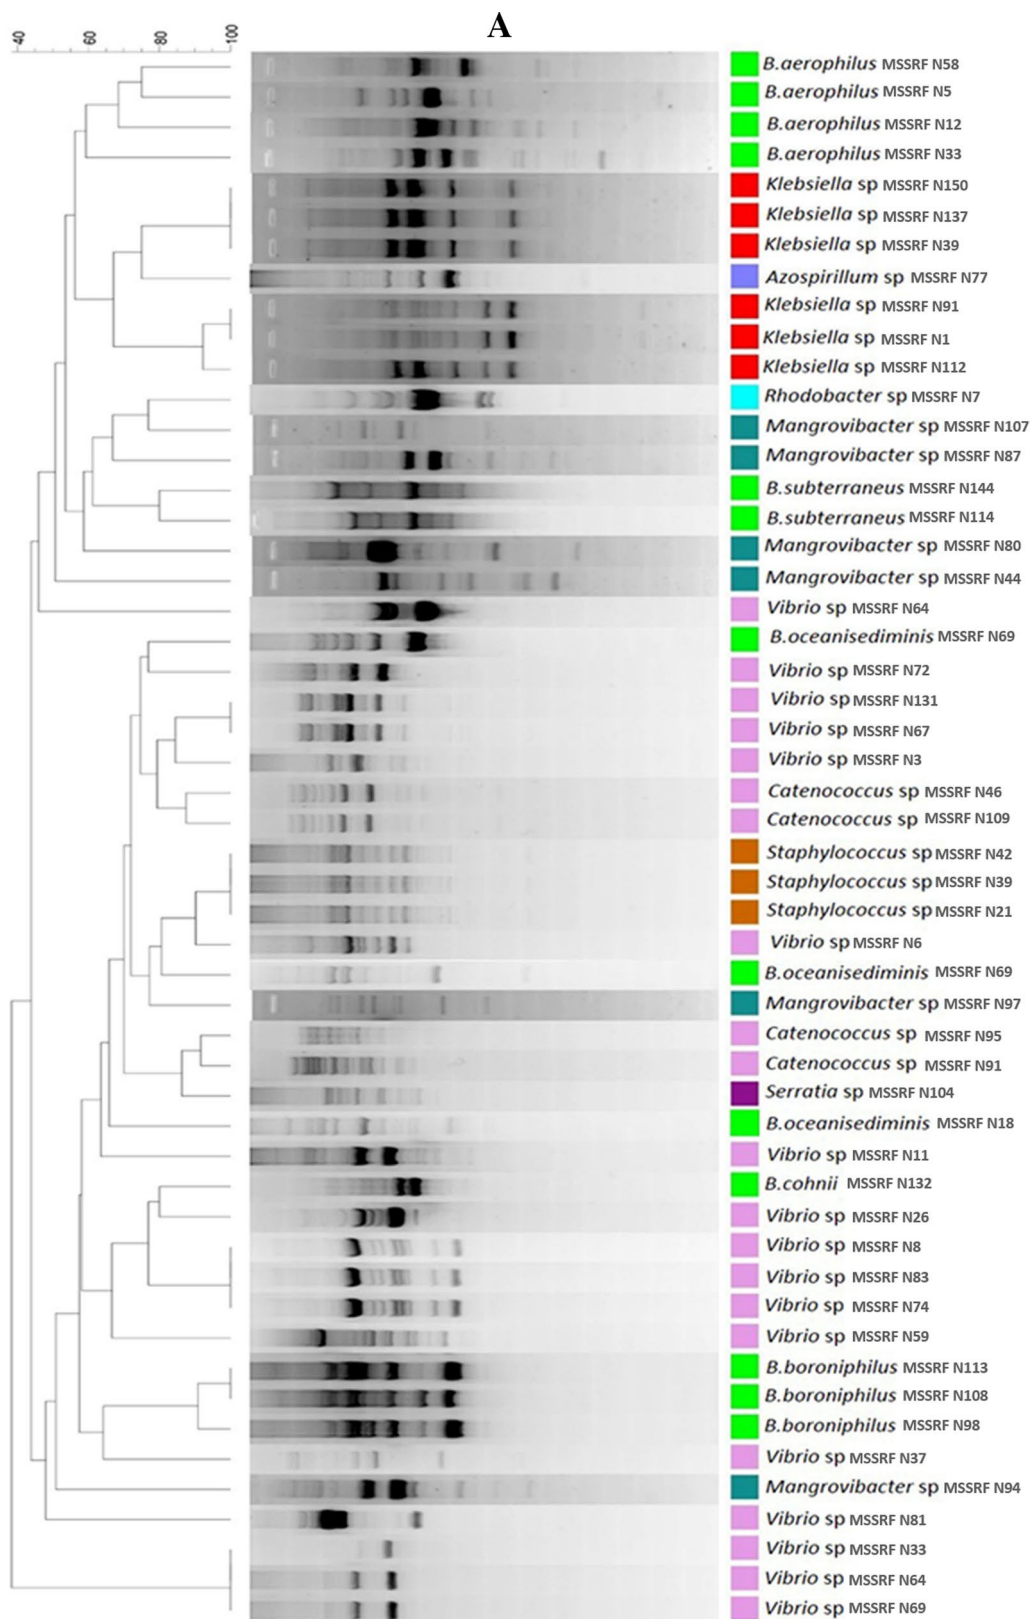 A
40 60 80 100
B.aerophilus MSSRF N58
B.aerophilus MSSRF N5
B.aerophilus MSSRF N12
B.aerophilus MSSRF N33
Klebsiella sp MSSRF N150
Klebsiella sp MSSRF N137
Klebsiella sp MSSRF N39
Azospirillum sp MSSRF N77
Klebsiella sp MSSRF N91
Klebsiella sp MSSRF N1
Klebsiella sp MSSRF N112
Rhodobacter sp MSSRF N7
Mangrovibacter sp MSSRF N107
Mangrovibacter sp MSSRF N87
B.subterraneus MSSRF N144
B.subterraneus MSSRF N114
Mangrovibacter sp MSSRF N80
Mangrovibacter sp MSSRF N44
Vibrio sp MSSRF N64
B.oceanisediminis MSSRF N69
Vibrio sp MSSRF N72
Vibrio sp MSSRF N131
Vibrio sp MSSRF N67
Vibrio sp MSSRF N3
Catenococcus sp MSSRF N46
Catenococcus sp MSSRF N109
Staphylococcus sp MSSRF N42
Staphylococcus sp MSSRF N39
Staphylococcus sp MSSRF N21
Vibrio sp MSSRF N6
B.oceanisediminis MSSRF N69
Mangrovibacter sp MSSRF N97
Catenococcus sp MSSRF N95
Catenococcus sp MSSRF N91
Serratia sp MSSRF N104
B.oceanisediminis MSSRF N18
Vibrio sp MSSRF N11
B.cohnii MSSRF N132
Vibrio sp MSSRF N26
Vibrio sp MSSRF N8
Vibrio sp MSSRF N83
Vibrio sp MSSRF N74
Vibrio sp MSSRF N59
B.boroniphilus MSSRF N113
B.boroniphilus MSSRF N108
B.boroniphilus MSSRF N98
Vibrio sp MSSRF N37
Mangrovibacter sp MSSRF N94
Vibrio sp MSSRF N81
Vibrio sp MSSRF N33
Vibrio sp MSSRF N64
Vibrio sp MSSRF N69